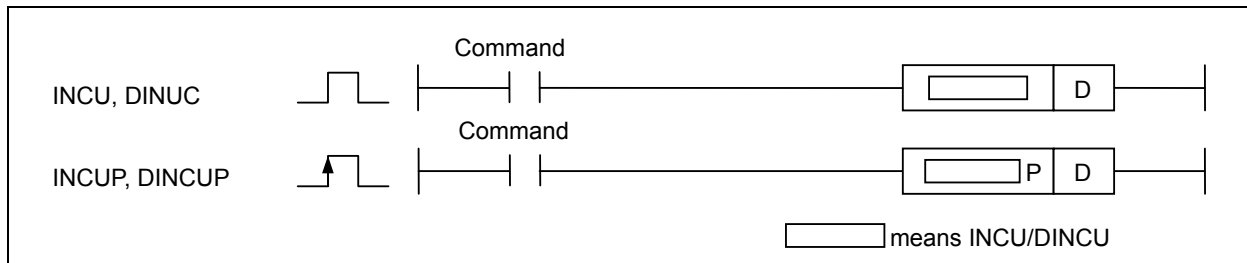 Command
INCU, DINUC
D
Command
INCUP, DINCUP
P D
means INCU/DINCU